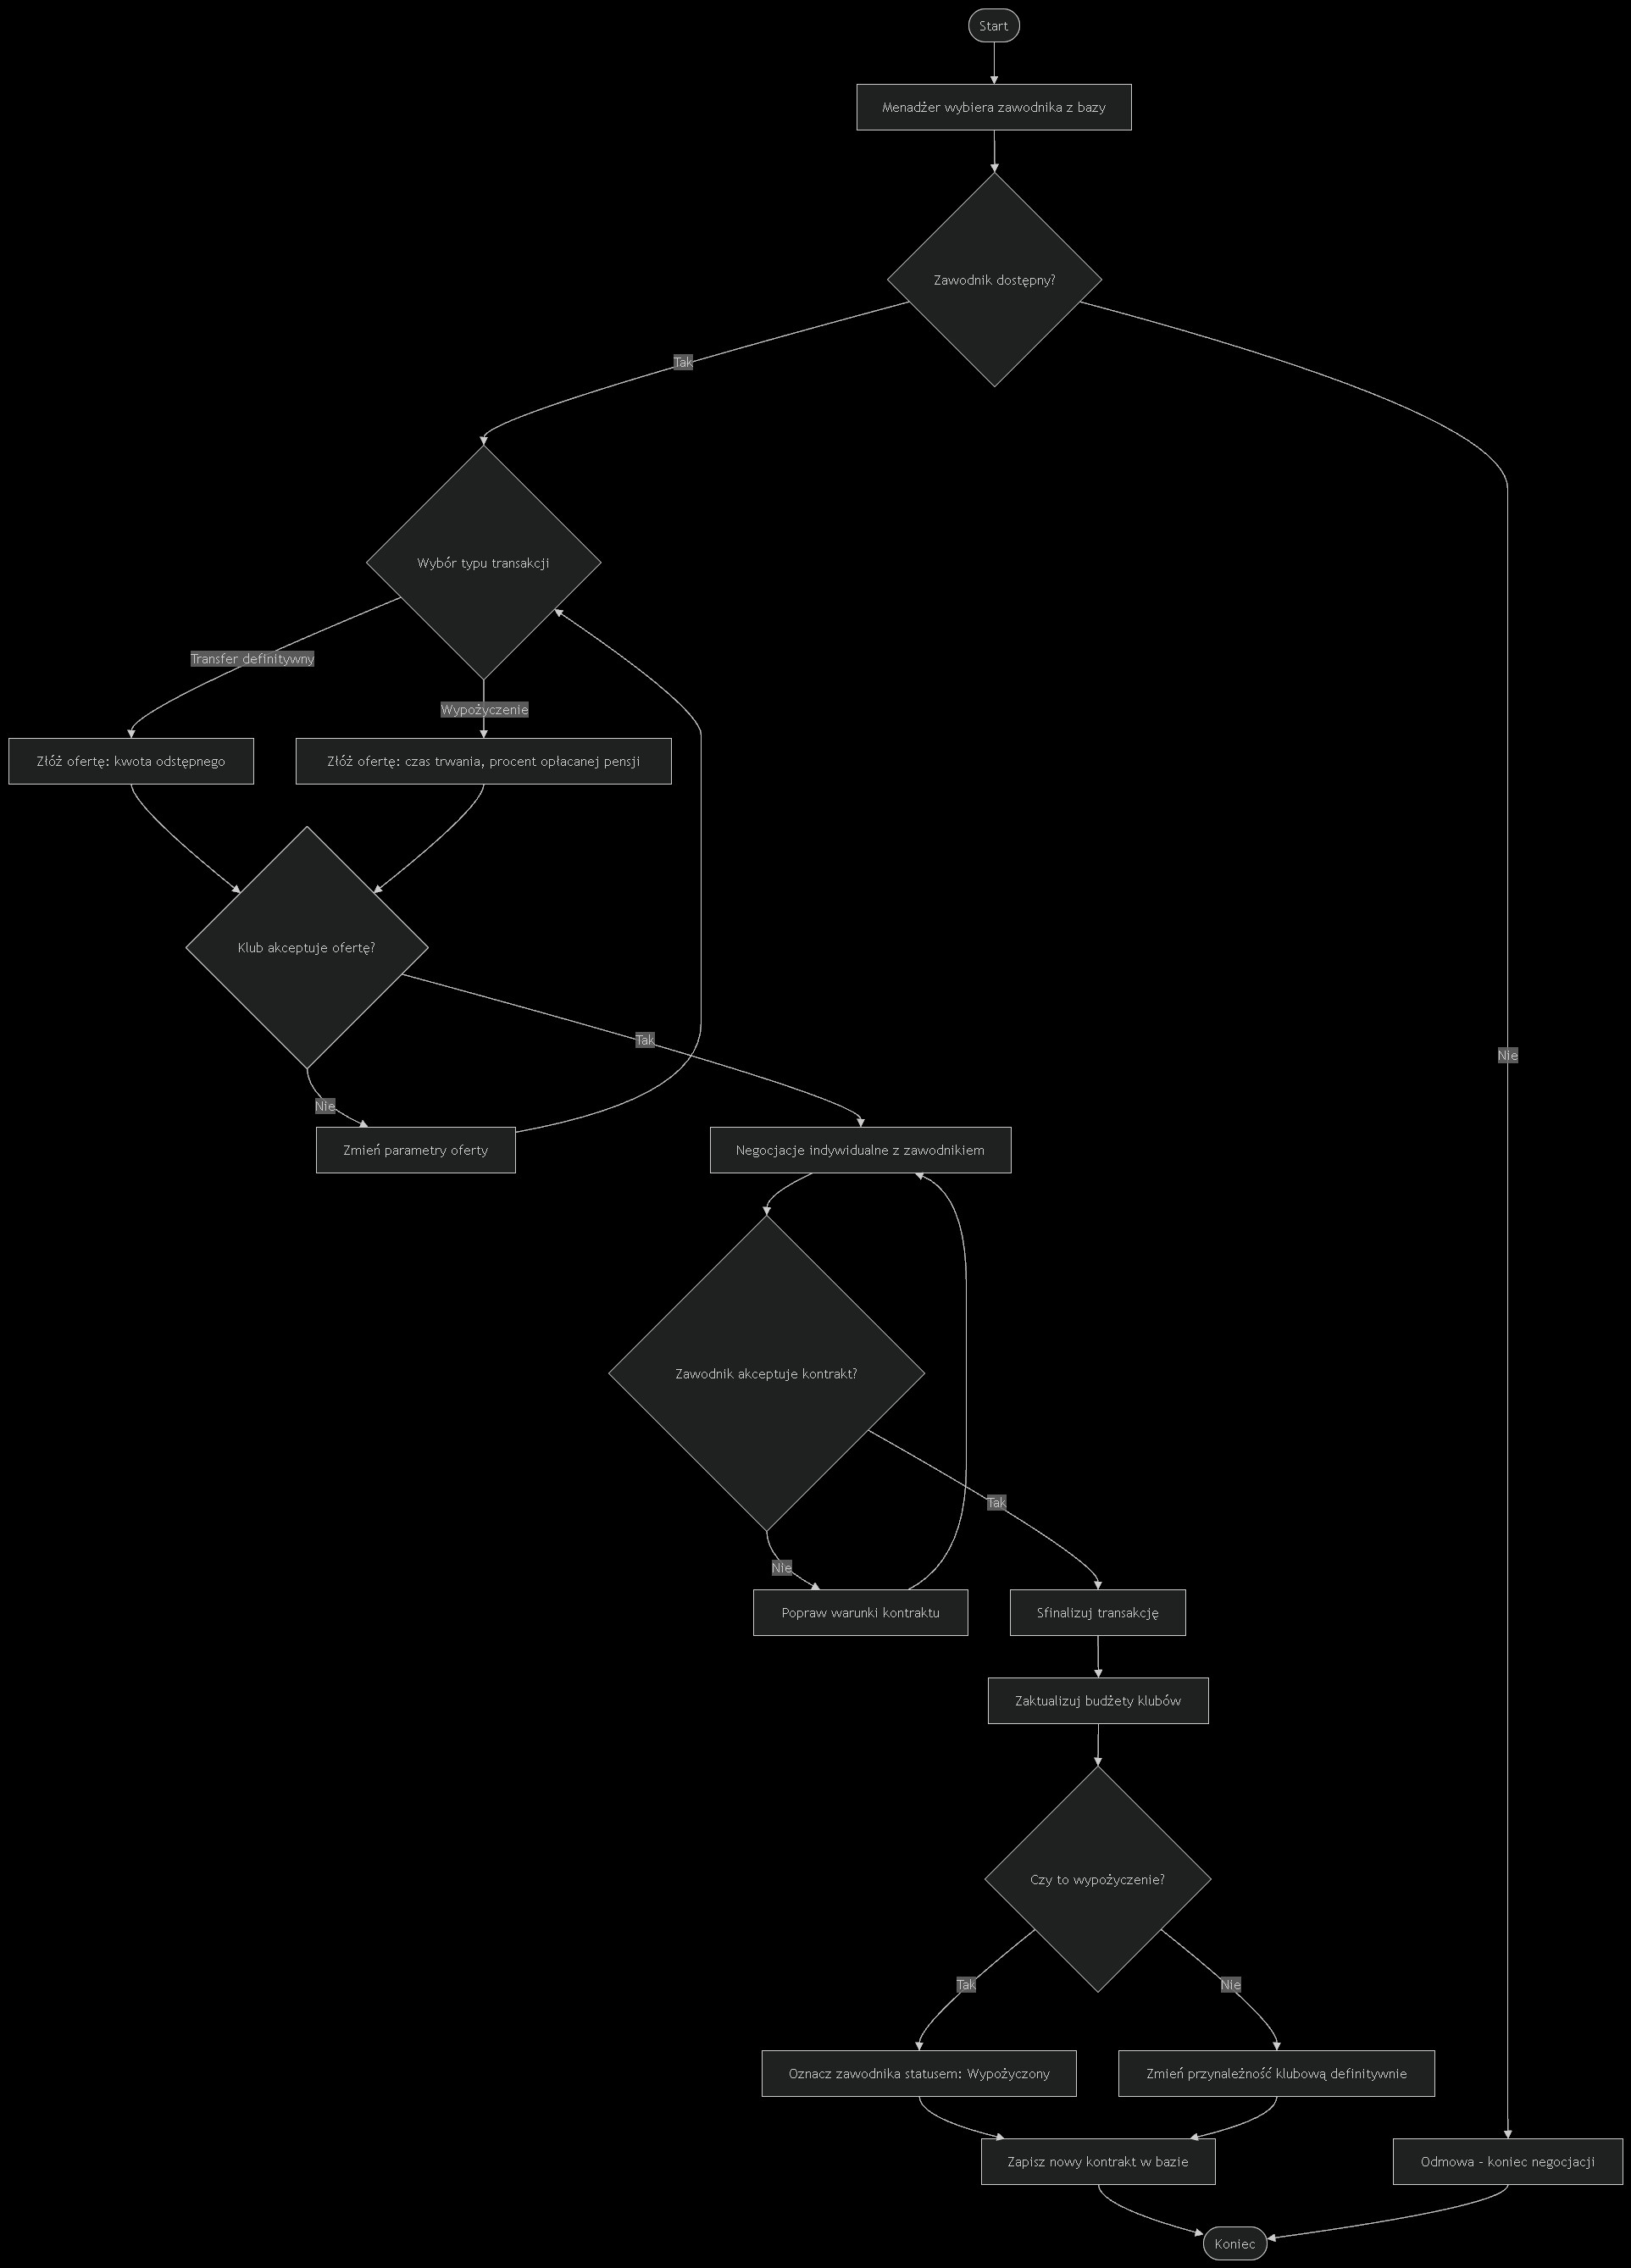 Start
Menadżer wybiera zawodnika z bazy
Zawodnik dostępny?
Tak
Wybór typu transakcji
Transfer definitywny
Wypożyczenie
Złóż ofertę: kwota odstępnego
Złóż ofertę: czas trwania, procent opłacanej pensji
Klub akceptuje ofertę?
Tak
Nie
Nie
Zmień parametry oferty
Negocjacje indywidualne z zawodnikiem
Zawodnik akceptuje kontrakt?
Tak
Nie
Popraw warunki kontraktu
Sfinalizuj transakcję
Zaktualizuj budżety klubów
Czy to wypożyczenie?
Tak
Nie
Oznacz zawodnika statusem: Wypożyczony
Zmień przynależność klubową definitywnie
Zapisz nowy kontrakt w bazie
Odmowa - koniec negocjacji
Koniec